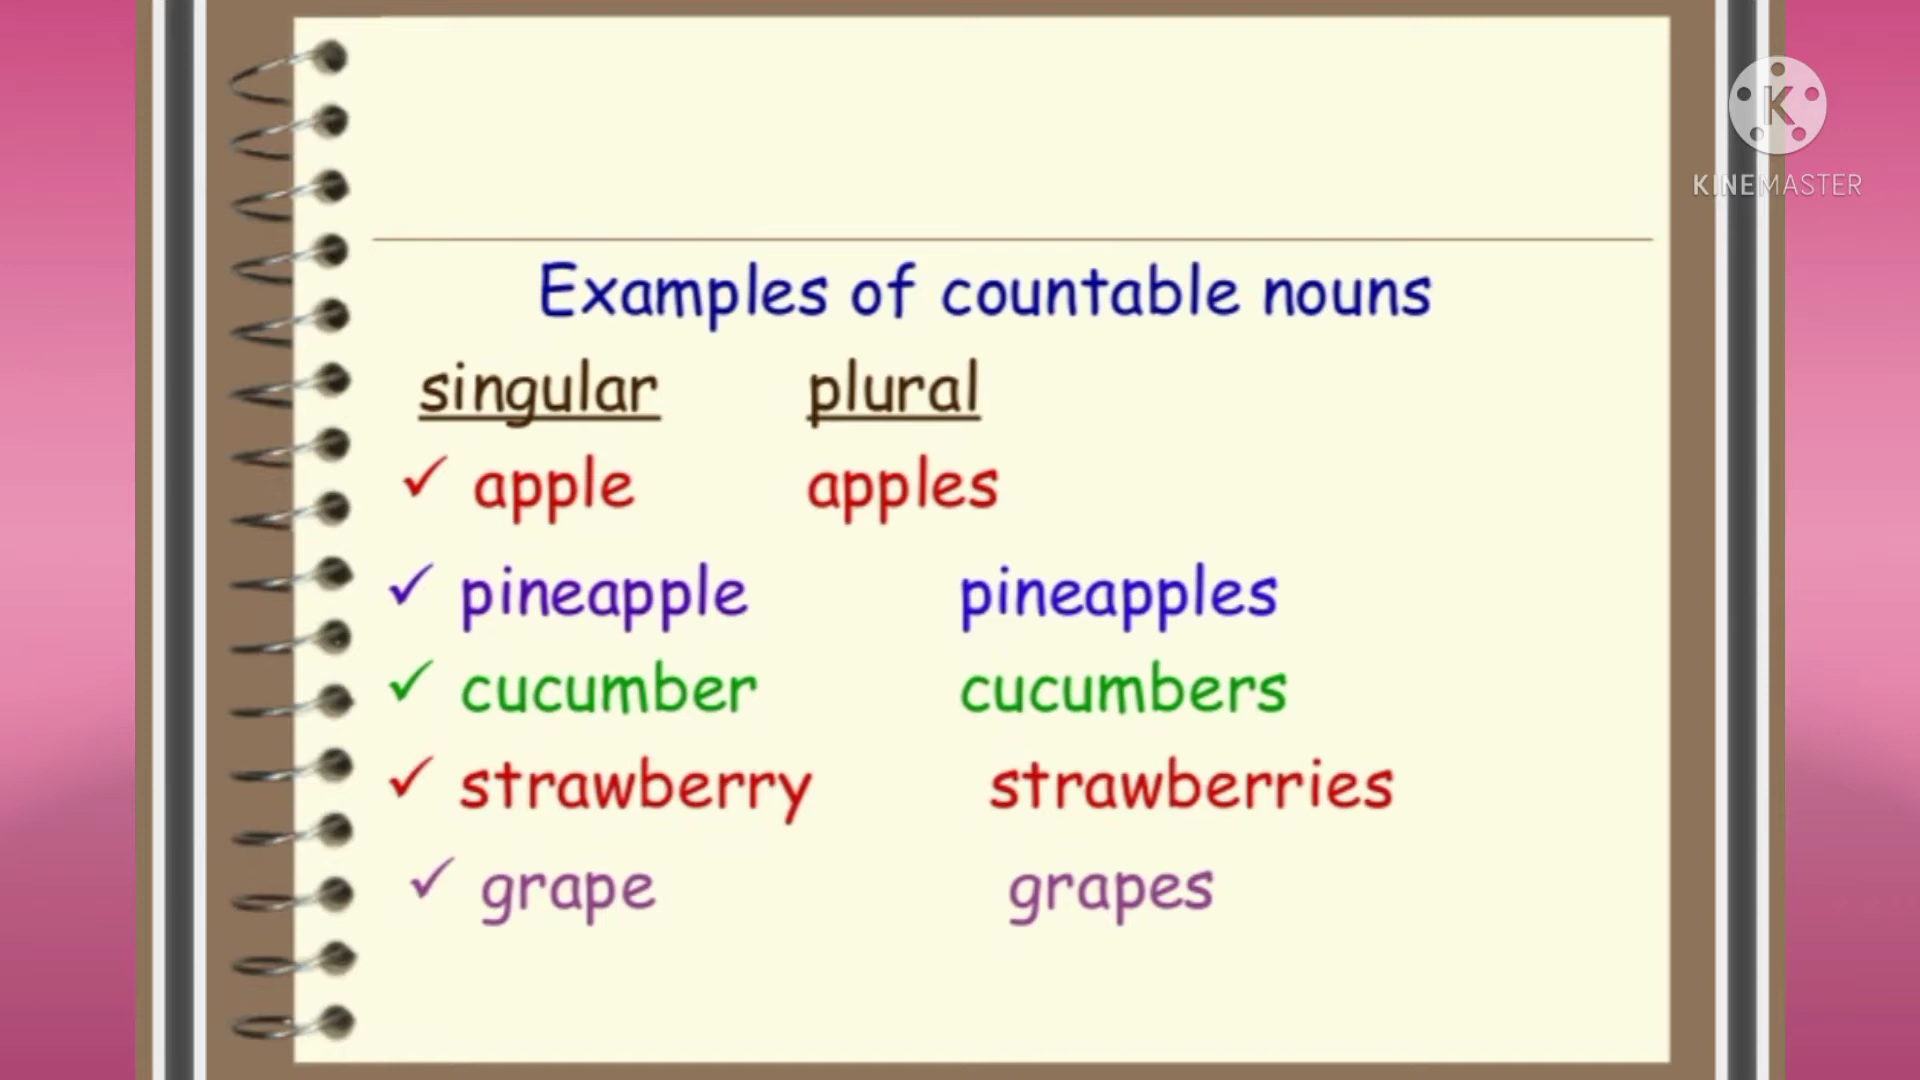 K
KINEMASTER
Examples of countable nouns
singular plural
✓ apple apples
✓ pineapple pineapples
✓ cucumber cucumbers
✓ strawberry strawberries
✓ grape grapes